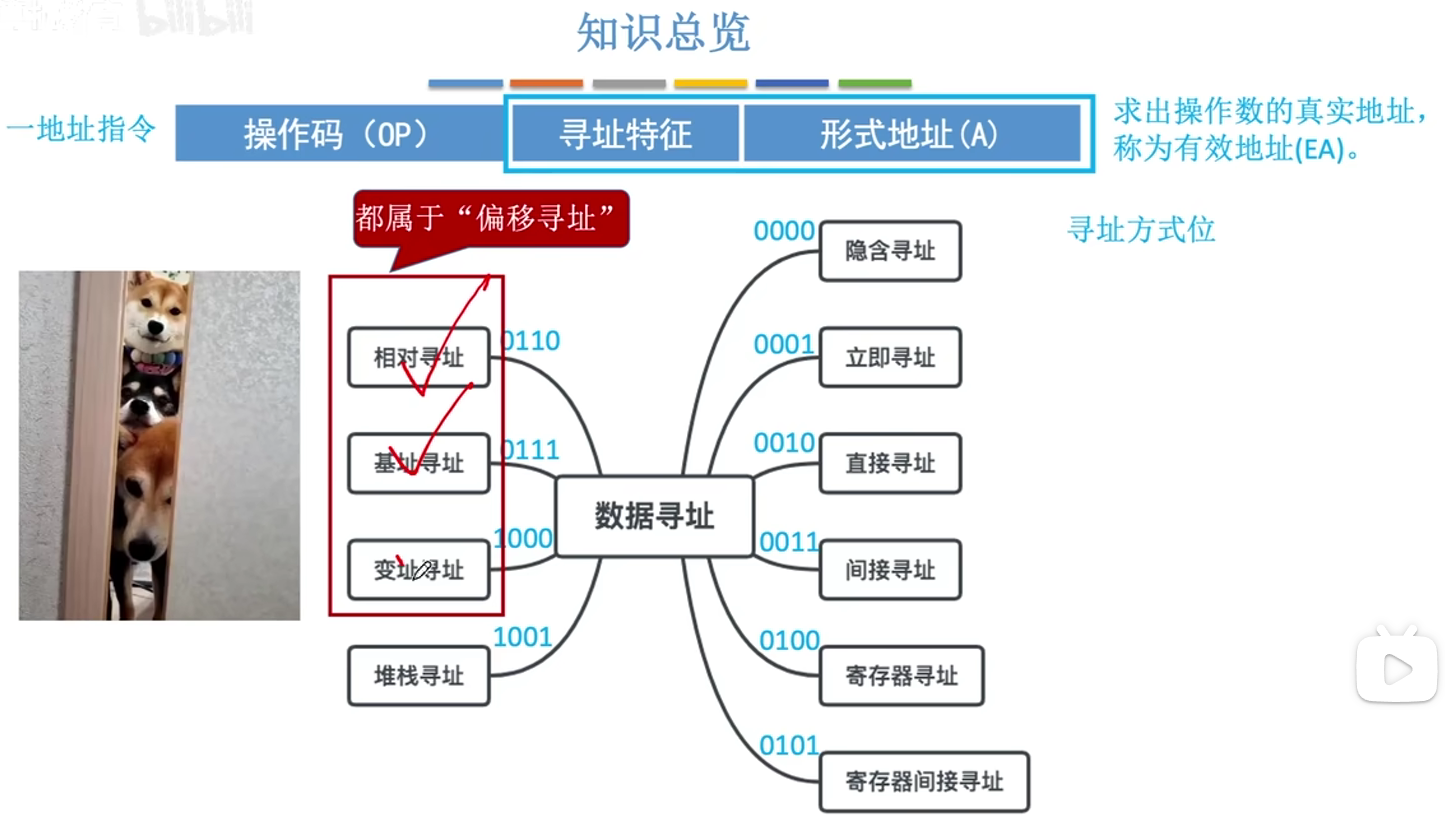 bilibili
知识总览
一地址指令
操作码（OP）
寻址特征
形式地址(A)
求出操作数的真实地址，
称为有效地址(EA)。
都属于“偏移寻址”
寻址方式位
0110
相对寻址
0111
基址寻址
1000
变址寻址
1001
堆栈寻址
数据寻址
0000
隐含寻址
0001
立即寻址
0010
直接寻址
0011
间接寻址
0100
寄存器寻址
0101
寄存器间接寻址